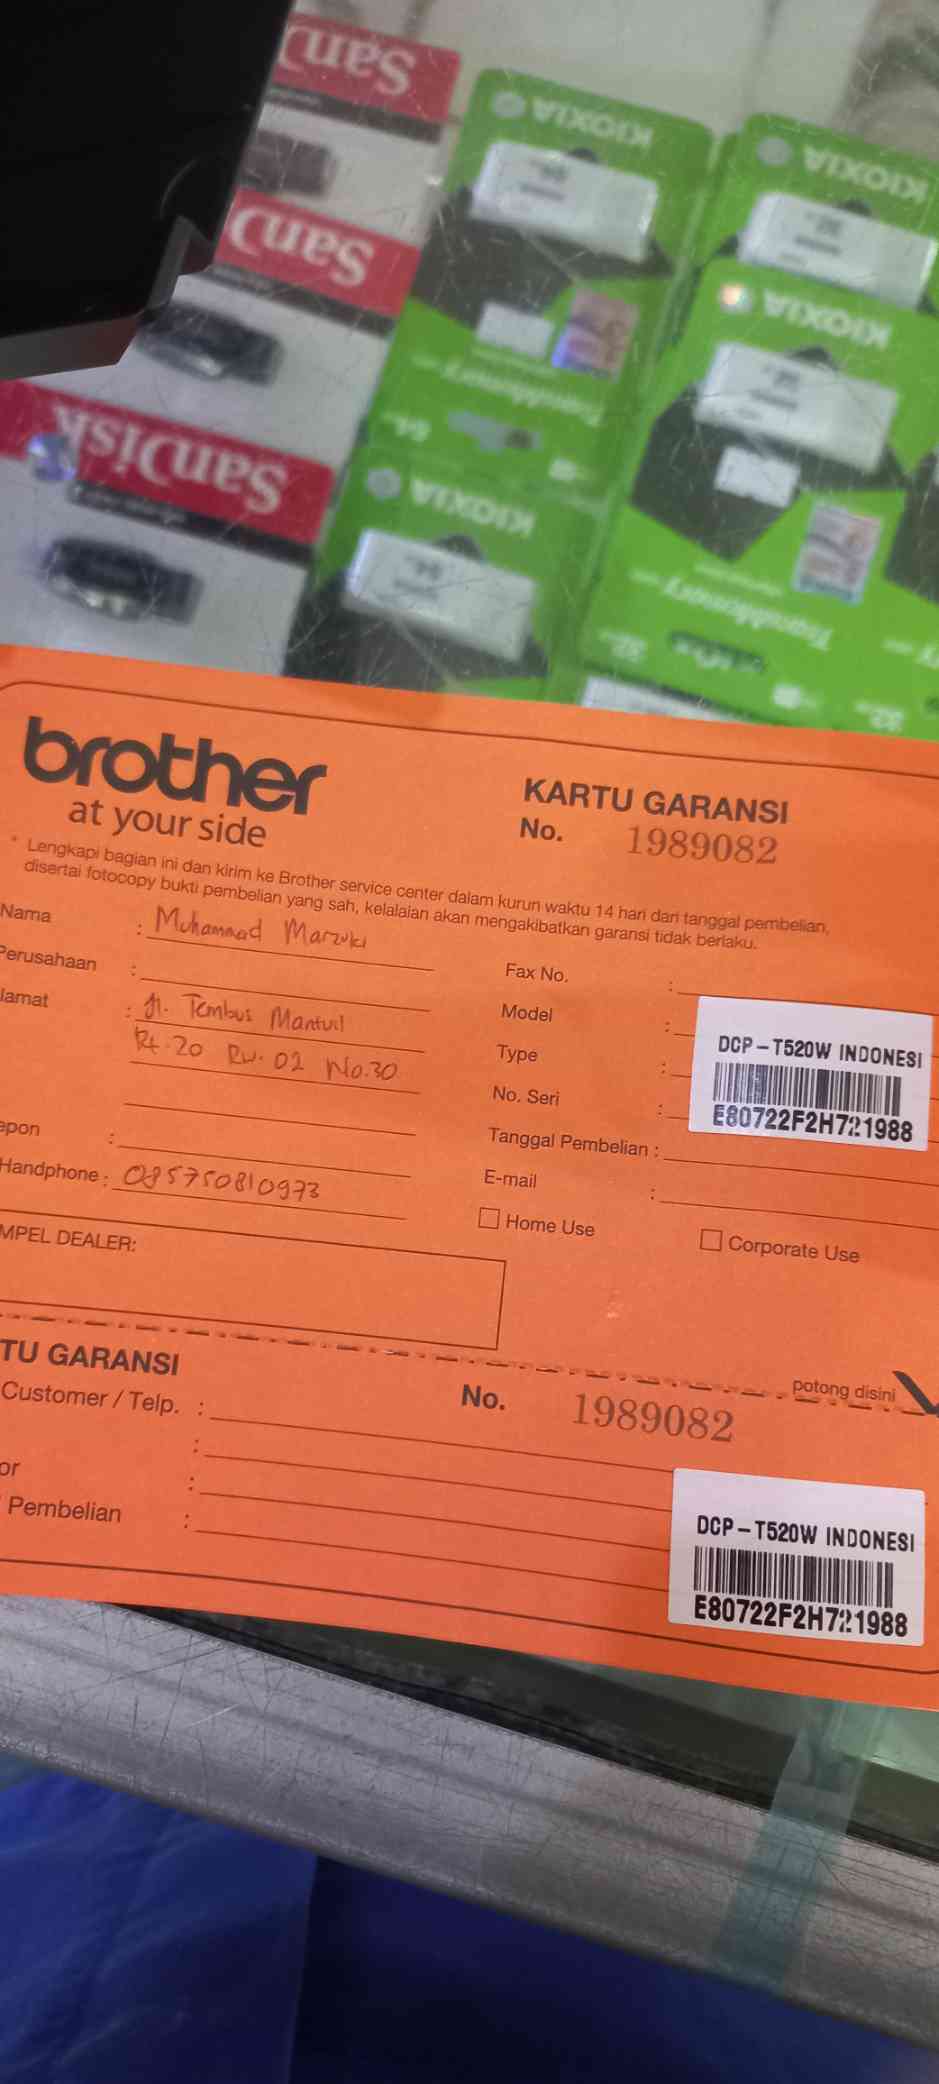 SanD
SanD
SanDisk
KIOXIA
KIOXIA
KIOXIA
KIOXIA
TransMemory
brother
at your side
KARTU GARANSI
No. 1989082
* Lengkapi bagian ini dan kirim ke Brother service center dalam kurun waktu 14 hari dari tanggal pembelian,
disertai fotocopy bukti pembelian yang sah, kelalaian akan mengakibatkan garansi tidak berlaku.
Nama : Muhammad Marzuki
Perusahaan :
lamat : Jl. Tembus Mantuil
Rt. 20 Rw. 02 No. 30
epon :
Handphone : 085750810973
Fax No. :
Model :
Type :
No. Seri :
DCP-T520W INDONESI
E80722F2H721988
Tanggal Pembelian :
E-mail :
Home Use
Corporate Use
MPEL DEALER:
potong disini
TU GARANSI
No. 1989082
Customer / Telp. :
:
or :
Pembelian :
DCP-T520W INDONESI
E80722F2H721988